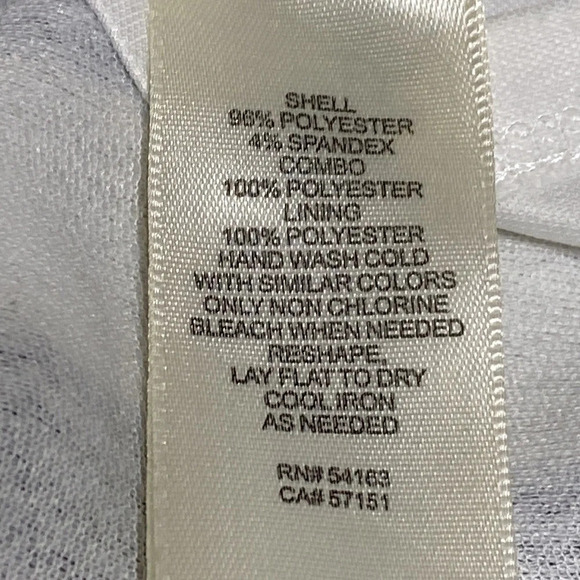 SHELL
96% POLYESTER
4% SPANDEX
COMBO
100% POLYESTER
LINING
100% POLYESTER
HAND WASH COLD
WITH SIMILAR COLORS
ONLY NON CHLORINE
BLEACH WHEN NEEDED
RESHAPE,
LAY FLAT TO DRY
COOL IRON
AS NEEDED
RN# 54163
CA# 57151